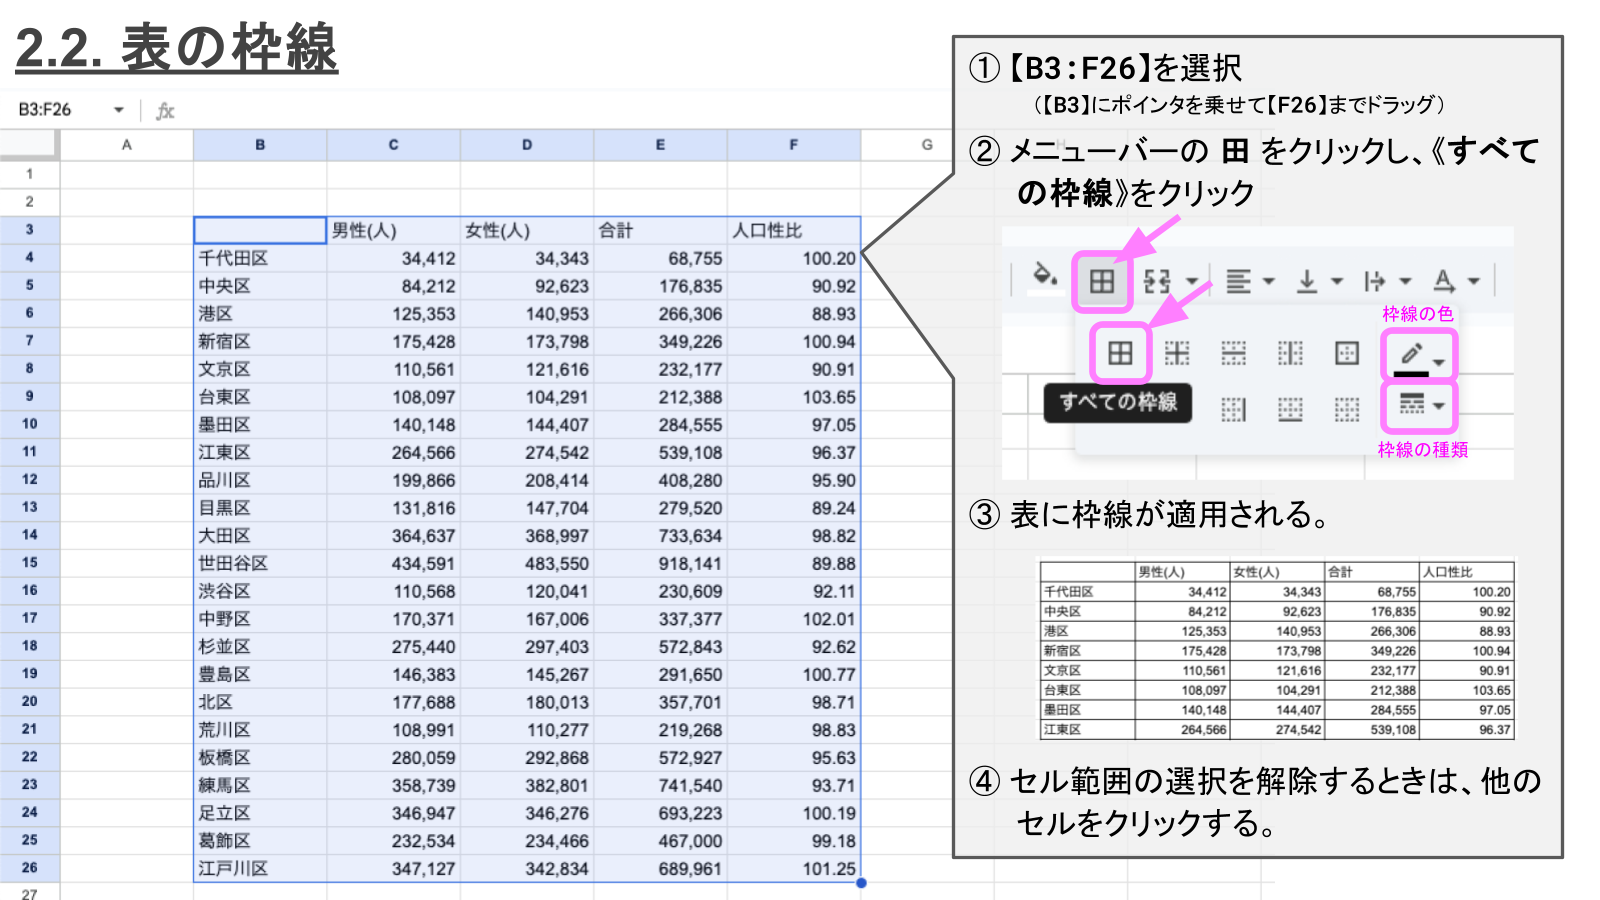 2.2. 表の枠線
B3:F26 fx
A B C D E F G
1
2
3 男性(人) 女性(人) 合計 人口性比
4 千代田区 34,412 34,343 68,755 100.20
5 中央区 84,212 92,623 176,835 90.92
6 港区 125,353 140,953 266,306 88.93
7 新宿区 175,428 173,798 349,226 100.94
8 文京区 110,561 121,616 232,177 90.91
9 台東区 108,097 104,291 212,388 103.65
10 墨田区 140,148 144,407 284,555 97.05
11 江東区 264,566 274,542 539,108 96.37
12 品川区 199,866 208,414 408,280 95.90
13 目黒区 131,816 147,704 279,520 89.24
14 大田区 364,637 368,997 733,634 98.82
15 世田谷区 434,591 483,550 918,141 89.88
16 渋谷区 110,568 120,041 230,609 92.11
17 中野区 170,371 167,006 337,377 102.01
18 杉並区 275,440 297,403 572,843 92.62
19 豊島区 146,383 145,267 291,650 100.77
20 北区 177,688 180,013 357,701 98.71
21 荒川区 108,991 110,277 219,268 98.83
22 板橋区 280,059 292,868 572,927 95.63
23 練馬区 358,739 382,801 741,540 93.71
24 足立区 346,947 346,276 693,223 100.19
25 葛飾区 232,534 234,466 467,000 99.18
26 江戸川区 347,127 342,834 689,961 101.25
27
①【B3:F26】を選択
(【B3】にポインタを乗せて【F26】までドラッグ)
② メニューバーの 田 をクリックし、《すべて
の枠線》をクリック
枠線の色
すべての枠線
枠線の種類
③ 表に枠線が適用される。
男性(人) 女性(人) 合計 人口性比
千代田区 34,412 34,343 68,755 100.20
中央区 84,212 92,623 176,835 90.92
港区 125,353 140,953 266,306 88.93
新宿区 175,428 173,798 349,226 100.94
文京区 110,561 121,616 232,177 90.91
台東区 108,097 104,291 212,388 103.65
墨田区 140,148 144,407 284,555 97.05
江東区 264,566 274,542 539,108 96.37
④ セル範囲の選択を解除するときは、他の
セルをクリックする。